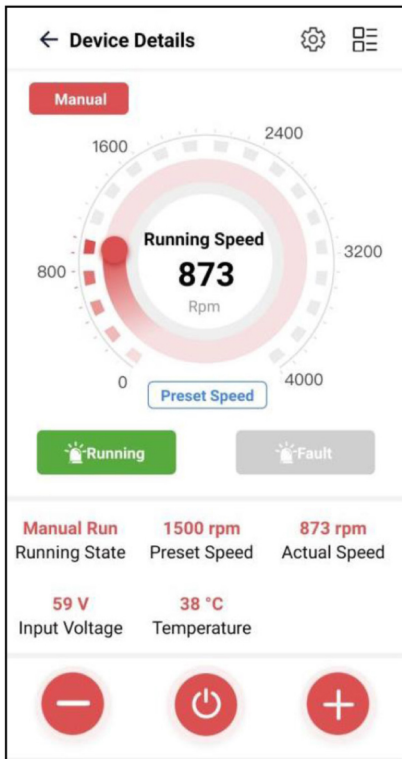 Device Details
Manual
1600
2400
800
3200
Running Speed
873
Rpm
0
4000
Preset Speed
Running
Fault
Manual Run
1500 rpm
873 rpm
Running State
Preset Speed
Actual Speed
59 V
38 °C
Input Voltage
Temperature